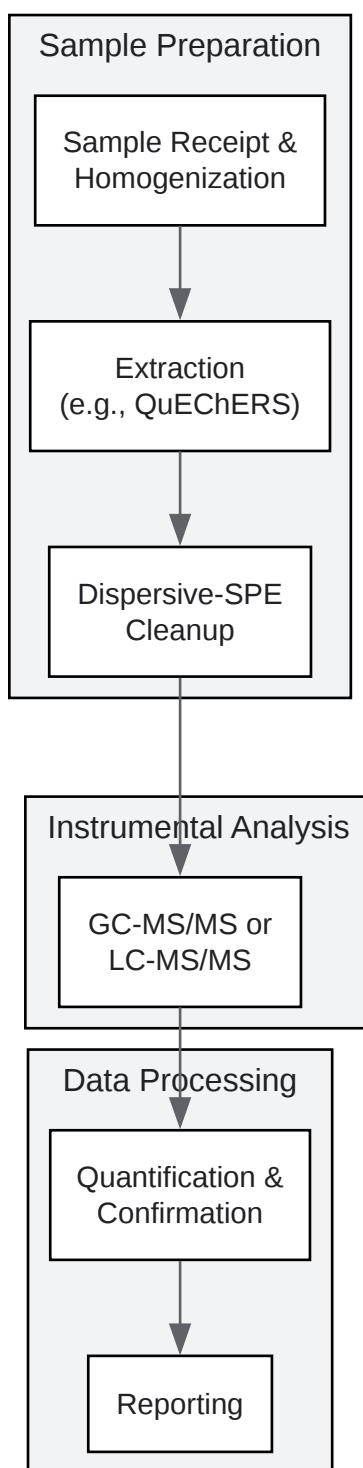 Sample Preparation
Sample Receipt &
Homogenization
Extraction
(e.g., QuEChERS)
Dispersive-SPE
Cleanup
Instrumental Analysis
GC-MS/MS or
LC-MS/MS
Data Processing
Quantification &
Confirmation
Reporting